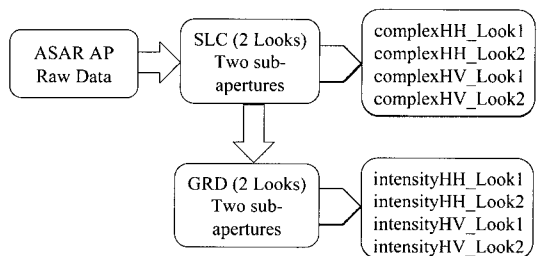 ASAR AP
Raw Data
SLC (2 Looks)
Two sub-
apertures
complexHH_Look1
complexHH_Look2
complexHV_Look1
complexHV_Look2
GRD (2 Looks)
Two sub-
apertures
intensityHH_Look1
intensityHH_Look2
intensityHV_Look1
intensityHV_Look2